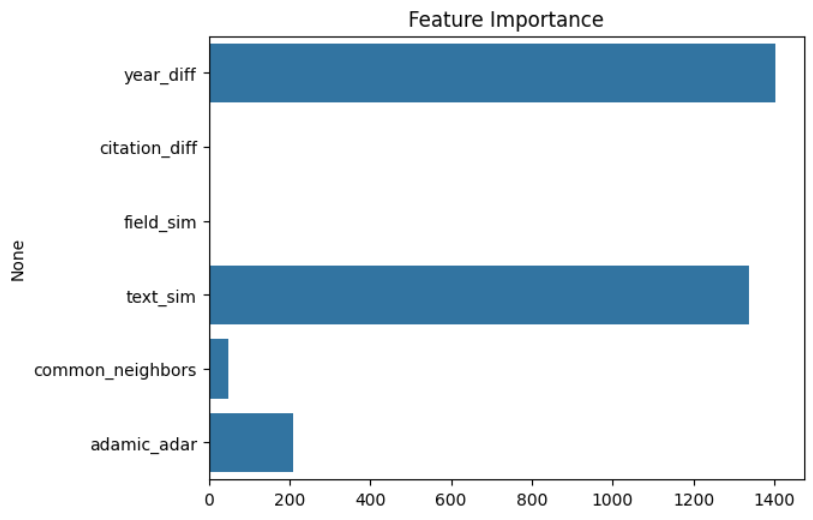 Feature Importance
year_diff
citation_diff
field_sim
None
text_sim
common_neighbors
adamic_adar
0 200 400 600 800 1000 1200 1400